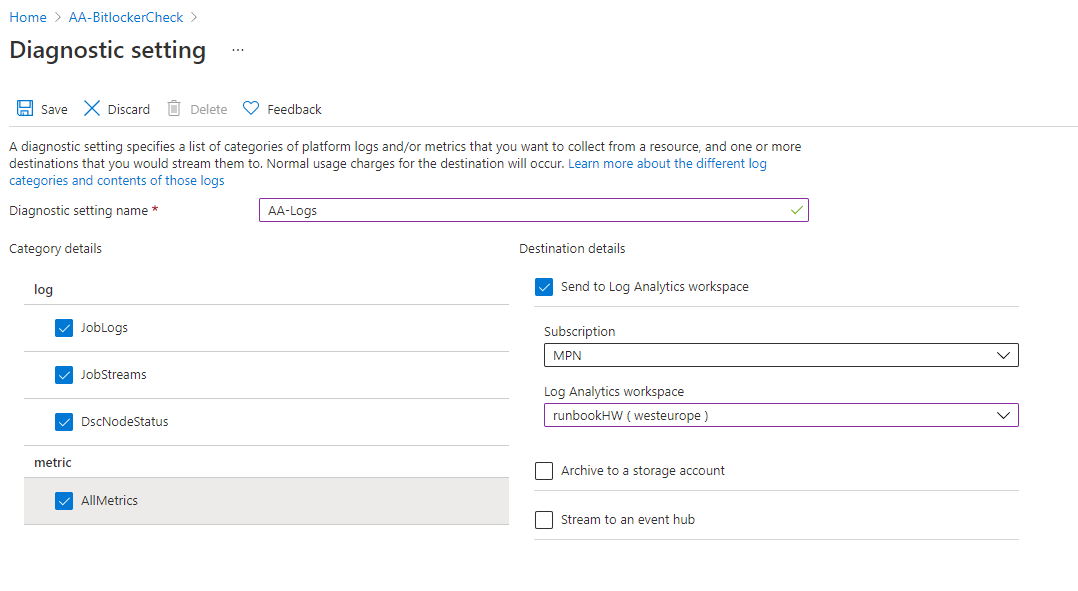 Home > AA-BitlockerCheck >
Diagnostic setting ...
Save Discard Delete Feedback
A diagnostic setting specifies a list of categories of platform logs and/or metrics that you want to collect from a resource, and one or more
destinations that you would stream them to. Normal usage charges for the destination will occur. Learn more about the different log
categories and contents of those logs
Diagnostic setting name *
AA-Logs
Category details
log
JobLogs
JobStreams
DscNodeStatus
metric
AllMetrics
Destination details
Send to Log Analytics workspace
Subscription
MPN
Log Analytics workspace
runbookHW ( westeurope )
Archive to a storage account
Stream to an event hub